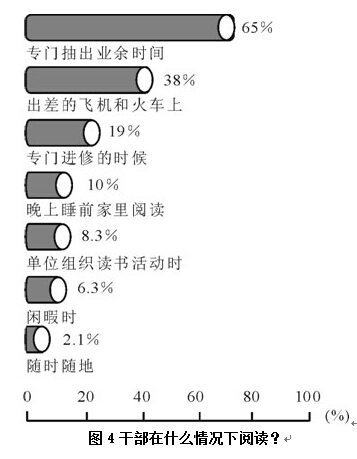 65%
专门抽出业余时间
38%
出差的飞机和火车上
19%
专门进修的时候
10%
晚上睡前家里阅读
8.3%
单位组织读书活动时
6.3%
闲暇时
2.1%
随时随地
0 20 40 60 80 100
(%)
图4干部在什么情况下阅读?